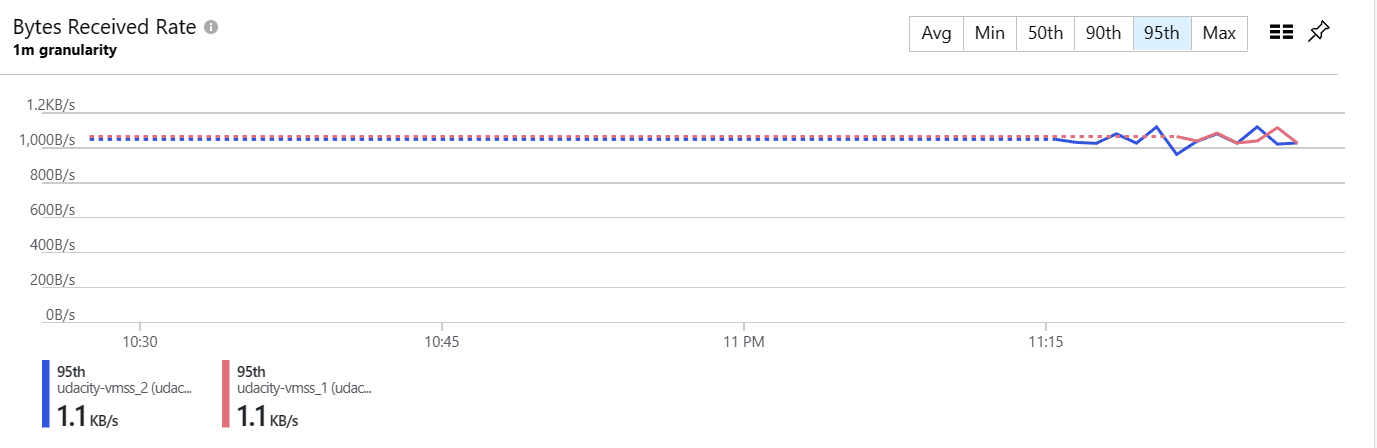 Bytes Received Rate
1m granularity
Avg Min 50th 90th 95th Max
1.2KB/s
1,000B/s
800B/s
600B/s
400B/s
200B/s
0B/s
10:30 10:45 11 PM 11:15
95th
udacity-vmss_2 (udac...
1.1 KB/s
95th
udacity-vmss_1 (udac...
1.1 KB/s